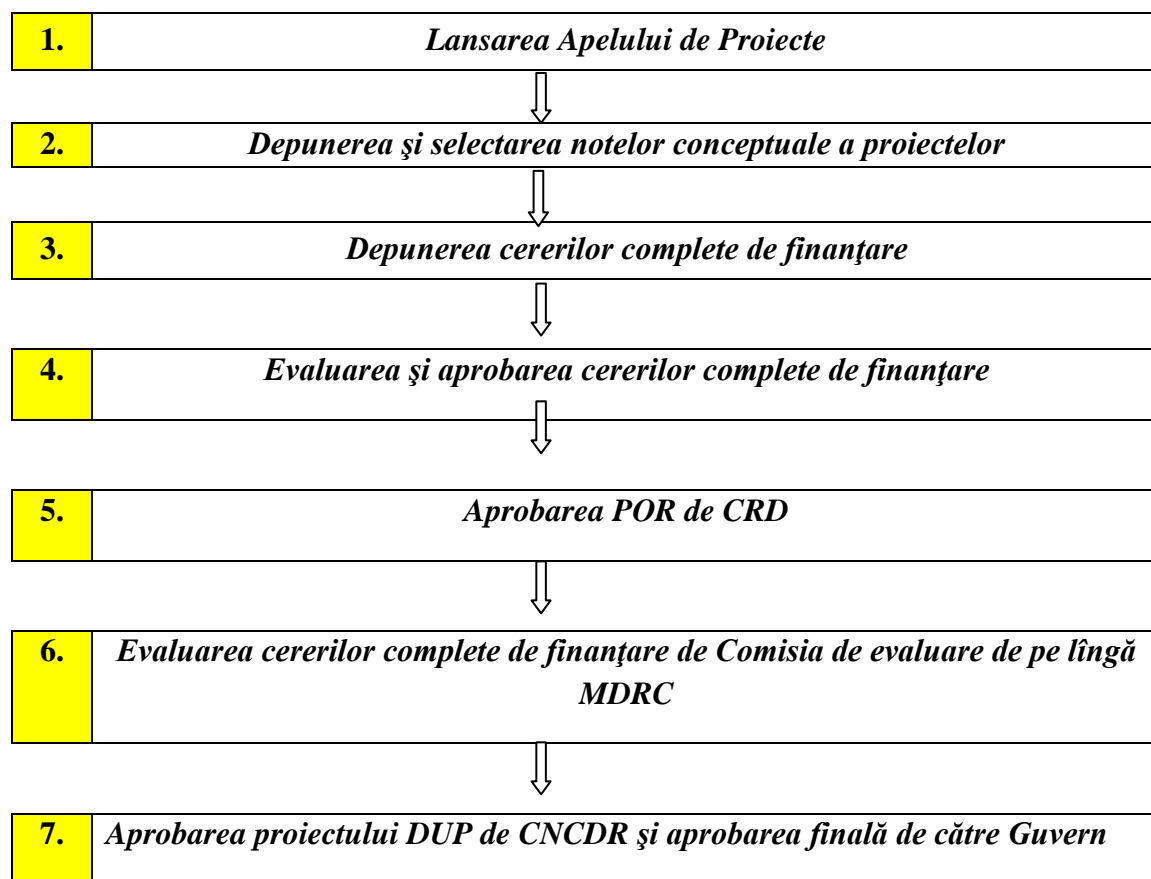 1. Lansarea Apelului de Proiecte
2. Depunerea şi selectarea notelor conceptuale a proiectelor
3. Depunerea cererilor complete de finanţare
4. Evaluarea şi aprobarea cererilor complete de finanţare
5. Aprobarea POR de CRD
6. Evaluarea cererilor complete de finanţare de Comisia de evaluare de pe lîngă
MDRC
7. Aprobarea proiectului DUP de CNCDR şi aprobarea finală de către Guvern